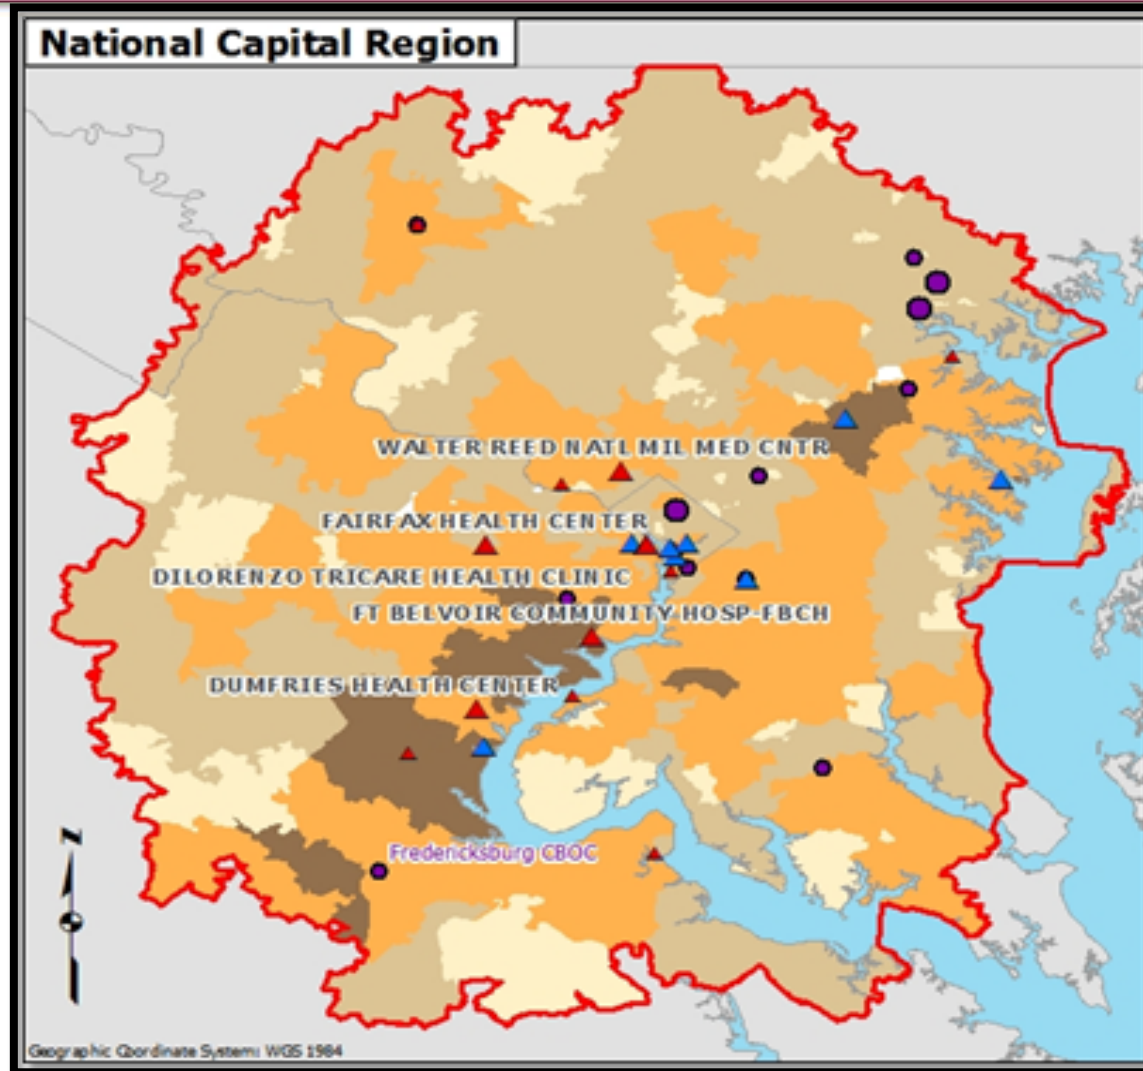 National Capital Region
WALTER REED NATL MIL MED CNTR
FAIRFAX HEALTH CENTER
DILORENZO TRICARE HEALTH CLINIC
FT BELVOIR COMMUNITY HOSP-FBCH
DUMFRIES HEALTH CENTER
Fredericksburg CBOC
N
Geographic Coordinate System: WGS 1984